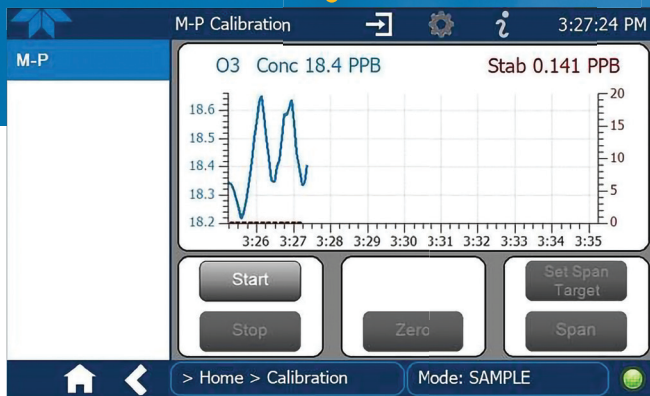 M-P Calibration 3:27:24 PM
M-P
O3 Conc 18.4 PPB Stab 0.141 PPB
18.6
18.5
18.4
18.3
18.2
20
15
10
5
0
3:26 3:27 3:28 3:29 3:30 3:31 3:32 3:33 3:34 3:35
Start
Stop
Zero
Set Span
Target
Span
> Home > Calibration
Mode: SAMPLE